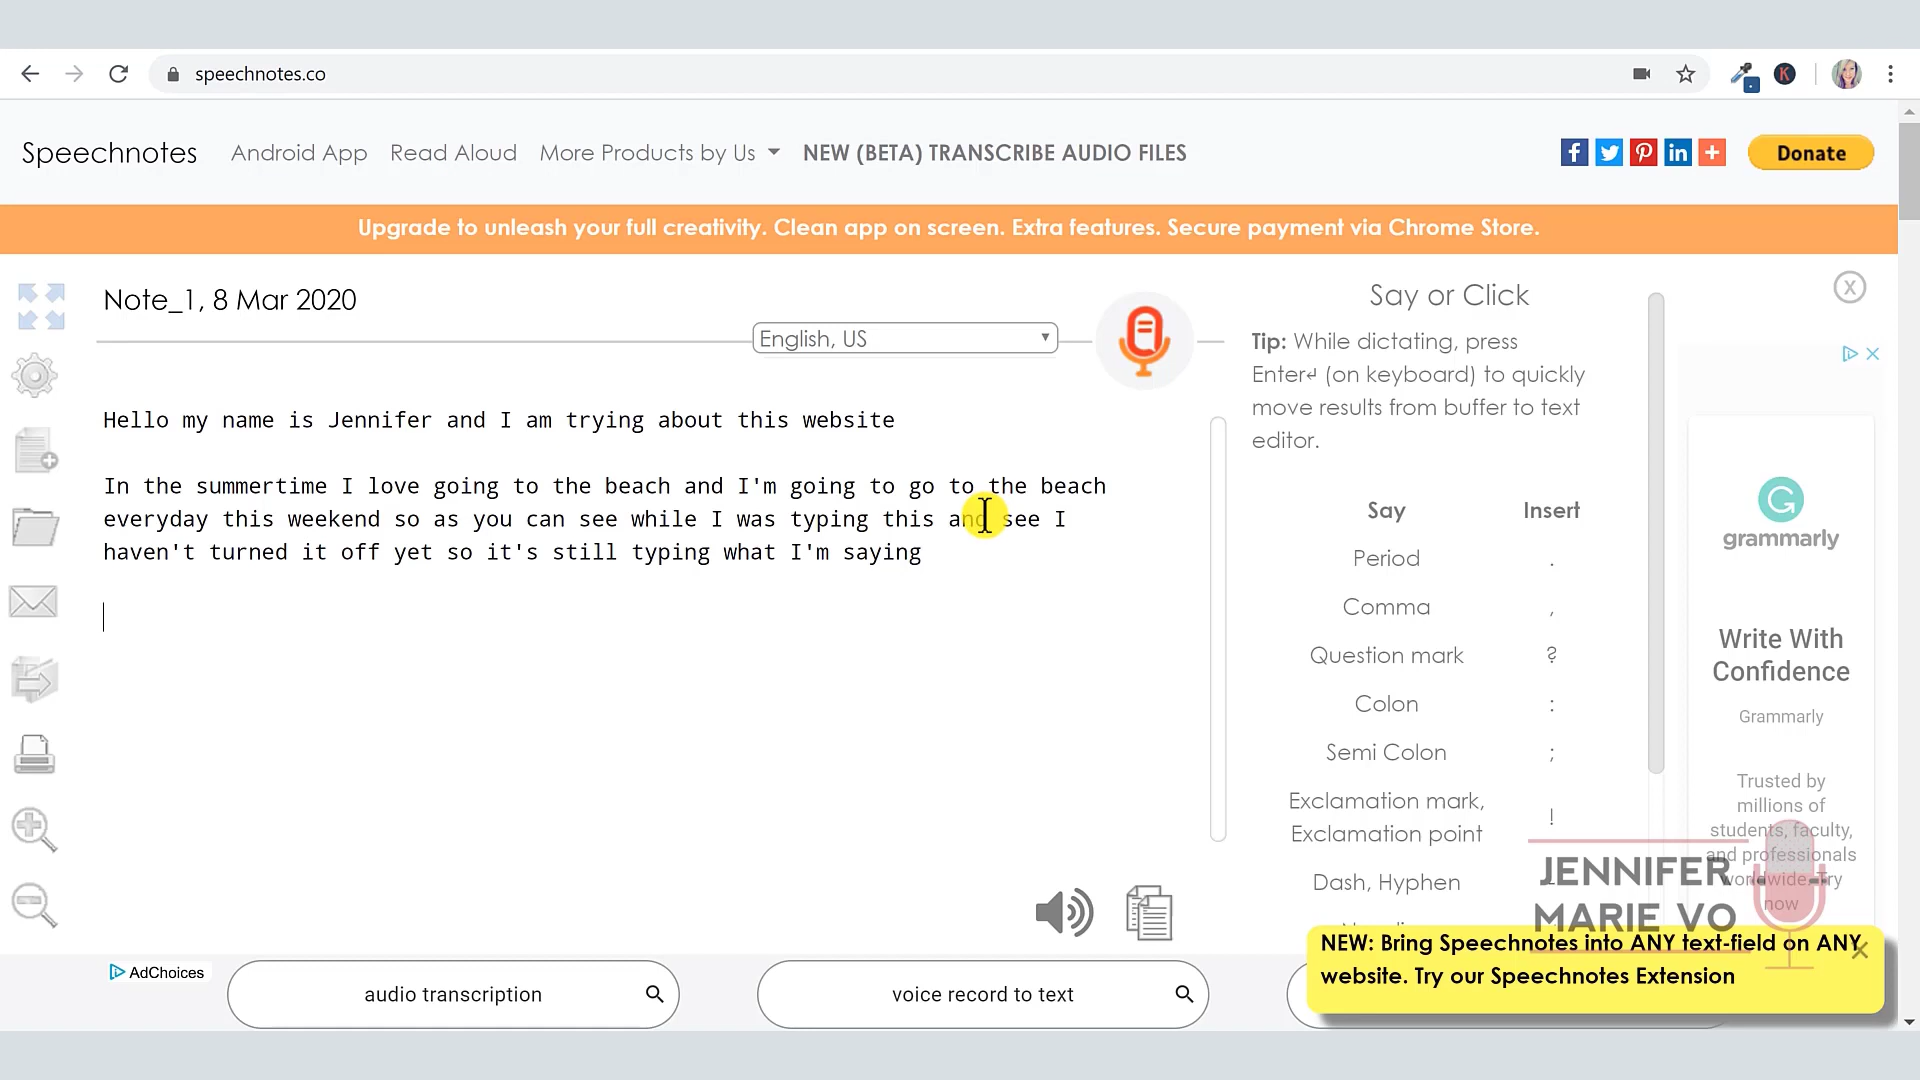 speechnotes.co
K
Speechnotes Android App Read Aloud More Products by Us NEW (BETA) TRANSCRIBE AUDIO FILES
Donate
Upgrade to unleash your full creativity. Clean app on screen. Extra features. Secure payment via Chrome Store.
Note_1, 8 Mar 2020
English, US
Hello my name is Jennifer and I am trying about this website
In the summertime I love going to the beach and I'm going to go to the beach
everyday this weekend so as you can see while I was typing this and see I
haven't turned it off yet so it's still typing what I'm saying
Say or Click
Tip: While dictating, press
Enter↵ (on keyboard) to quickly
move results from buffer to text
editor.
Say Insert
Period .
Comma ,
Question mark ?
Colon :
Semi Colon ;
Exclamation mark,
Exclamation point !
Dash, Hyphen -
X
G
grammarly
Write With
Confidence
Grammarly
Trusted by
millions of
students, faculty,
and professionals
worldwide. Try
now
JENNIFER
MARIE VO
NEW: Bring Speechnotes into ANY text-field on ANY
website. Try our Speechnotes Extension
AdChoices
audio transcription
voice record to text